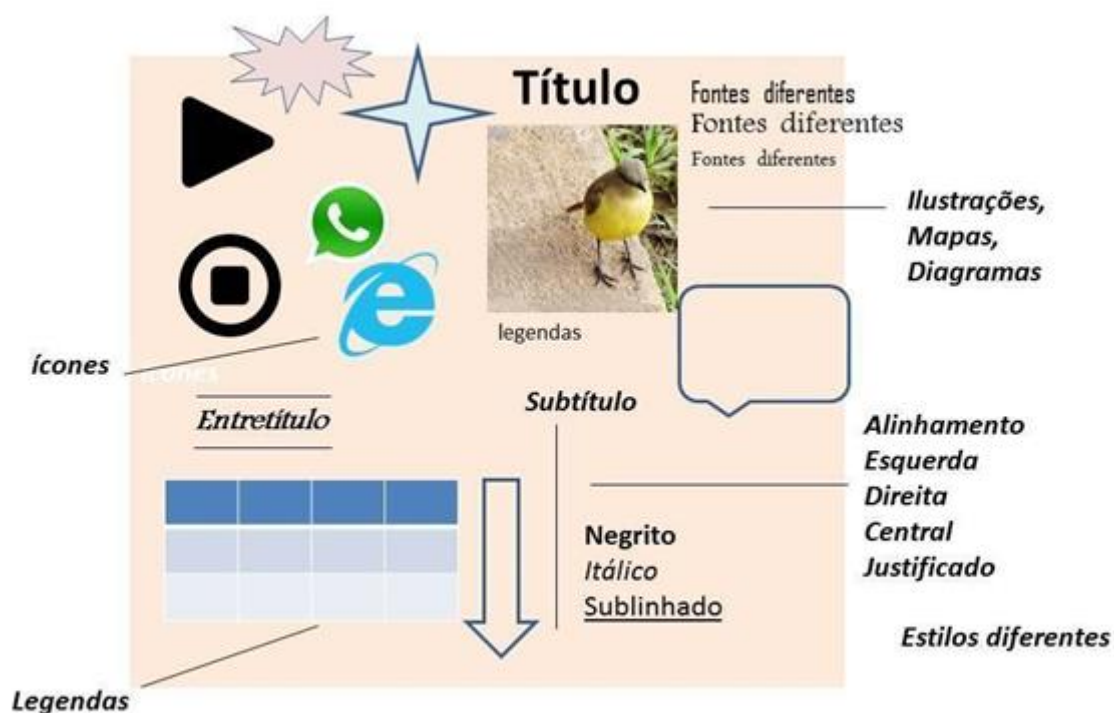 Título
Fontes diferentes
Fontes diferentes
Fontes diferentes
Ilustrações,
Mapas,
Diagramas
legendas
ícones
ícones
Entretítulo
Subtítulo
Alinhamento
Esquerda
Direita
Central
Justificado
Negrito
Itálico
Sublinhado
Estilos diferentes
Legendas